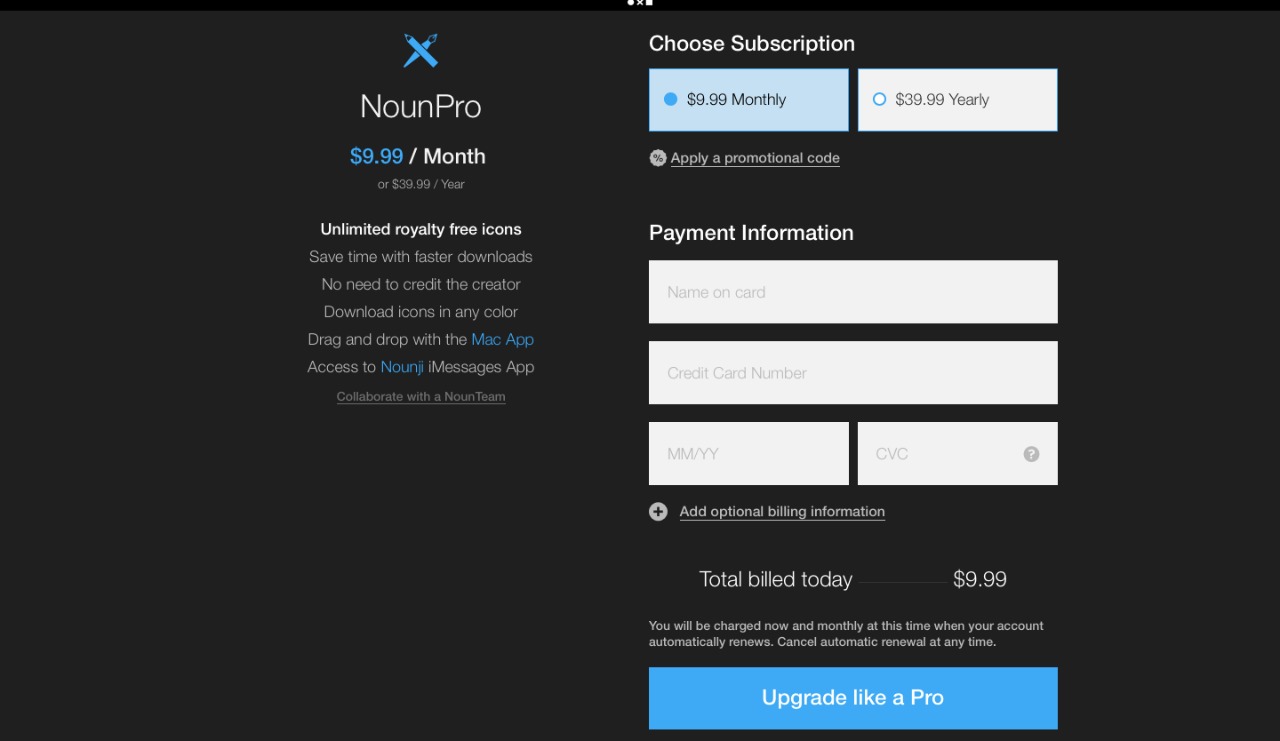 NounPro
$9.99 / Month
or $39.99 / Year
Unlimited royalty free icons
Save time with faster downloads
No need to credit the creator
Download icons in any color
Drag and drop with the Mac App
Access to Nounji iMessages App
Collaborate with a NounTeam
Choose Subscription
$9.99 Monthly
$39.99 Yearly
% Apply a promotional code
Payment Information
Name on card
Credit Card Number
MM/YY
CVC ?
+ Add optional billing information
Total billed today $9.99
You will be charged now and monthly at this time when your account
automatically renews. Cancel automatic renewal at any time.
Upgrade like a Pro